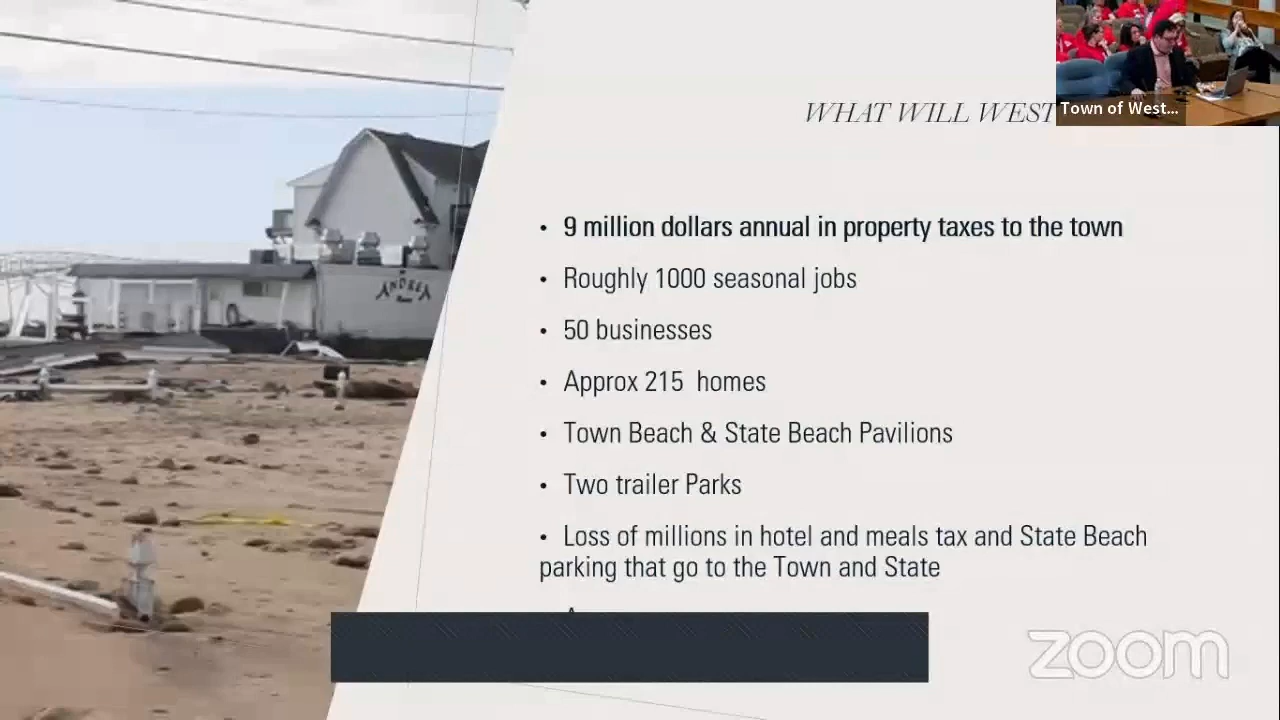 WHAT WILL WEST
Town of West...
ANDREA
• 9 million dollars annual in property taxes to the town
• Roughly 1000 seasonal jobs
• 50 businesses
• Approx 215 homes
• Town Beach & State Beach Pavilions
• Two trailer Parks
• Loss of millions in hotel and meals tax and State Beach
parking that go to the Town and State
zoom